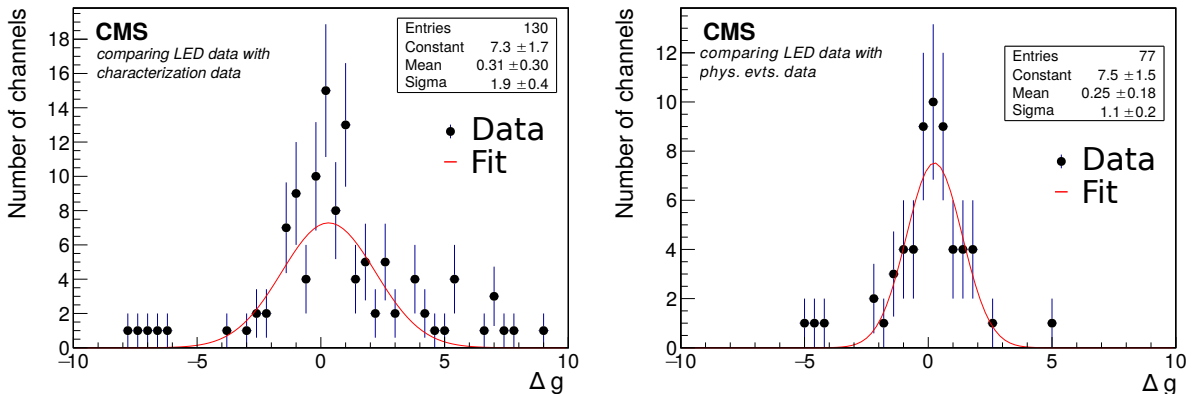 CMS
comparing LED data with
characterization data
Entries 130
Constant 7.3 ±1.7
Mean 0.31 ±0.30
Sigma 1.9 ±0.4
Data
Fit
Number of channels
18
16
14
12
10
8
6
4
2
0
−10 −5 0 5 10
Δ g
CMS
comparing LED data with
phys. evts. data
Entries 77
Constant 7.5 ±1.5
Mean 0.25 ±0.18
Sigma 1.1 ±0.2
Data
Fit
Number of channels
12
10
8
6
4
2
0
−10 −5 0 5 10
Δ g